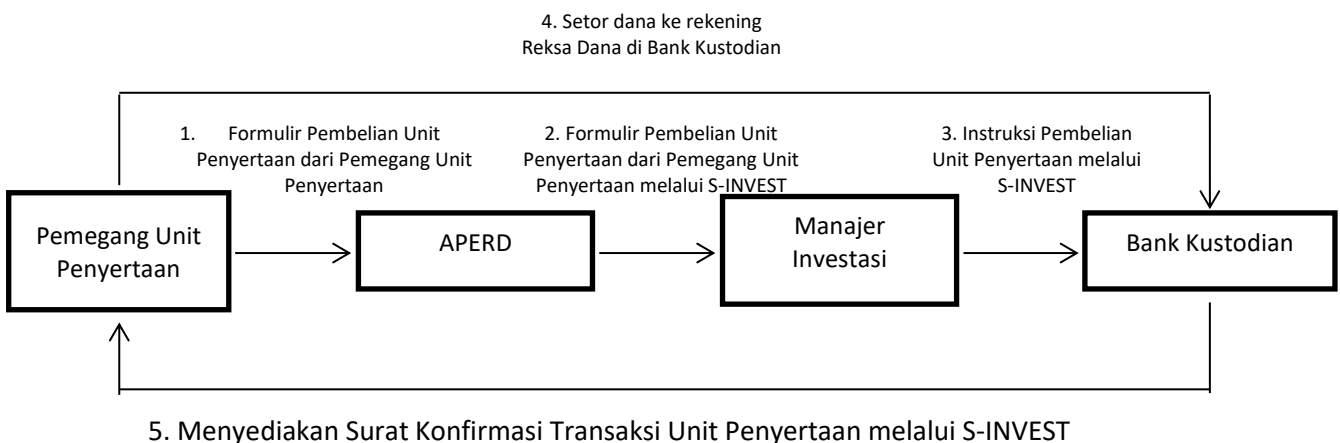 4. Setor dana ke rekening
Reksa Dana di Bank Kustodian
1. Formulir Pembelian Unit
Penyertaan dari Pemegang Unit
Penyertaan
2. Formulir Pembelian Unit
Penyertaan dari Pemegang Unit
Penyertaan melalui S-INVEST
3. Instruksi Pembelian
Unit Penyertaan melalui
S-INVEST
Pemegang Unit
Penyertaan
APERD
Manajer
Investasi
Bank Kustodian
5. Menyediakan Surat Konfirmasi Transaksi Unit Penyertaan melalui S-INVEST